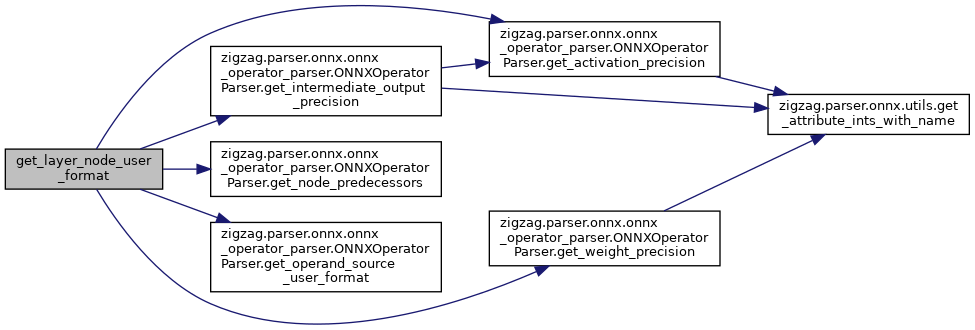 get_layer_node_user
_format
zigzag.parser.onnx.onnx
_operator_parser.ONNXOperator
Parser.get_intermediate_output
_precision
zigzag.parser.onnx.onnx
_operator_parser.ONNXOperator
Parser.get_node_predecessors
zigzag.parser.onnx.onnx
_operator_parser.ONNXOperator
Parser.get_operand_source
_user_format
zigzag.parser.onnx.onnx
_operator_parser.ONNXOperator
Parser.get_activation_precision
zigzag.parser.onnx.onnx
_operator_parser.ONNXOperator
Parser.get_weight_precision
zigzag.parser.onnx.utils.get
_attribute_ints_with_name